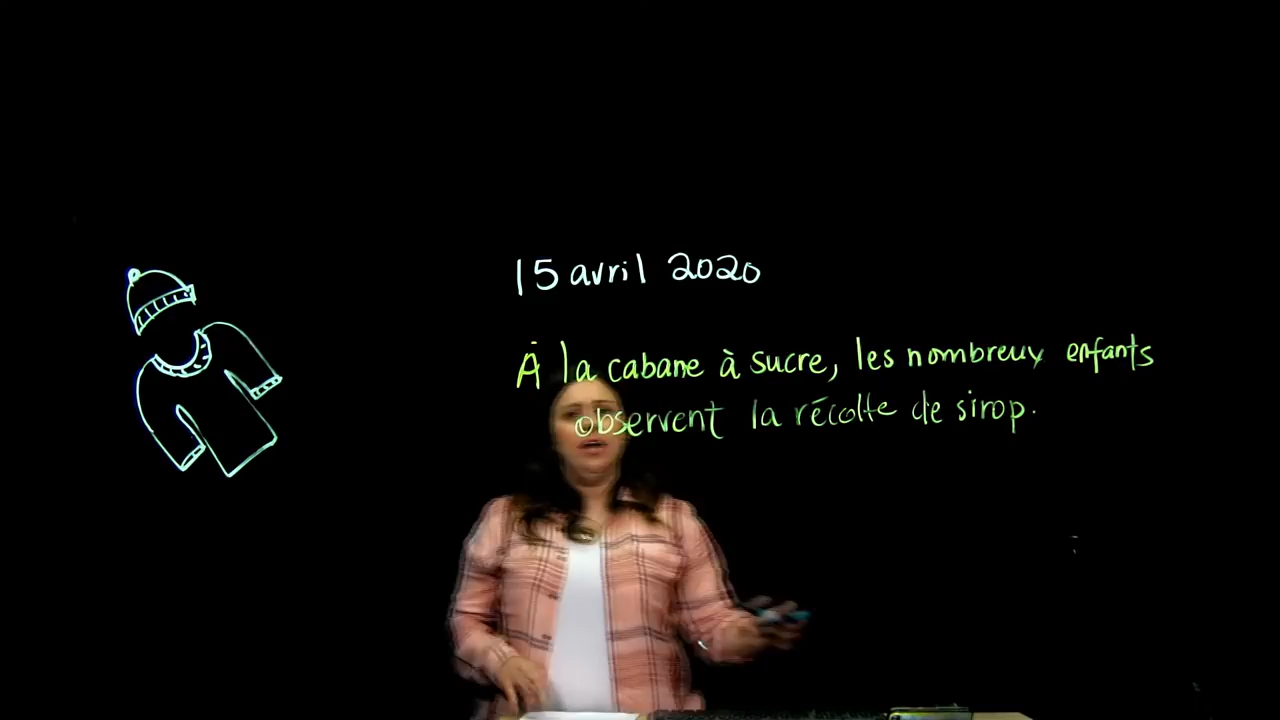 15 avril 2020
À la cabane à sucre, les nombreux enfants
observent la récolte de sirop.